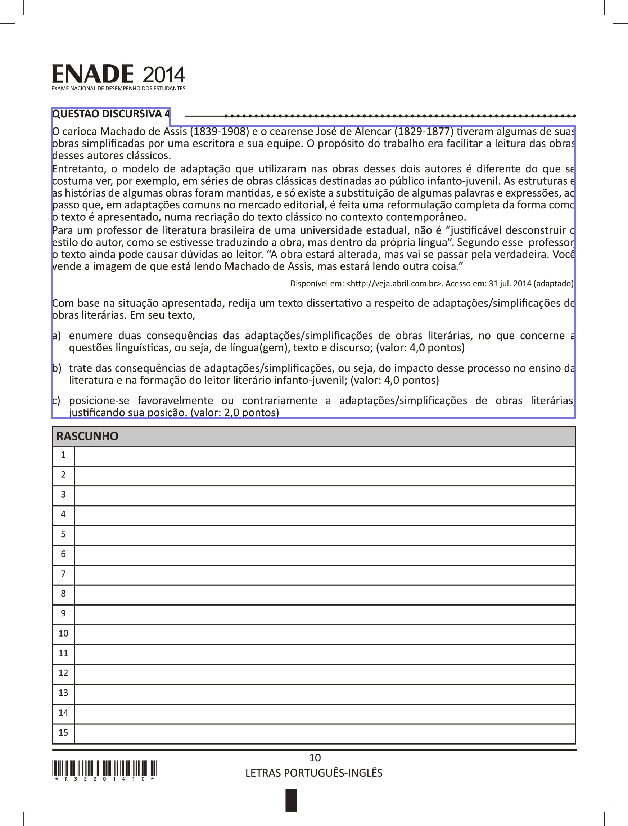 ENADE 2014
EXAME NACIONAL DE DESEMPENHO DOS ESTUDANTES
QUESTÃO DISCURSIVA 4
O carioca Machado de Assis (1839-1908) e o cearense José de Alencar (1829-1877) tiveram algumas de suas
obras simplificadas por uma escritora e sua equipe. O propósito do trabalho era facilitar a leitura das obras
desses autores clássicos.
Entretanto, o modelo de adaptação que utilizaram nas obras desses dois autores é diferente do que se
costuma ver, por exemplo, em séries de obras clássicas destinadas ao público infanto-juvenil. As estruturas e
as histórias de algumas obras foram mantidas, e só existe a substituição de algumas palavras e expressões, ao
passo que, em adaptações comuns no mercado editorial, é feita uma reformulação completa da forma como
o texto é apresentado, numa recriação do texto clássico no contexto contemporâneo.
Para um professor de literatura brasileira de uma universidade estadual, não é “justificável desconstruir o
estilo do autor, como se estivesse traduzindo a obra, mas dentro da própria língua”. Segundo esse professor,
o texto ainda pode causar dúvidas ao leitor. “A obra estará alterada, mas vai se passar pela verdadeira. Você
vende a imagem de que está lendo Machado de Assis, mas estará lendo outra coisa.”
Disponível em: <http://veja.abril.com.br>. Acesso em: 31 jul. 2014 (adaptado).
Com base na situação apresentada, redija um texto dissertativo a respeito de adaptações/simplificações de
obras literárias. Em seu texto,
a) enumere duas consequências das adaptações/simplificações de obras literárias, no que concerne a
questões linguísticas, ou seja, de língua(gem), texto e discurso; (valor: 4,0 pontos)
b) trate das consequências de adaptações/simplificações, ou seja, do impacto desse processo no ensino da
literatura e na formação do leitor literário infanto-juvenil; (valor: 4,0 pontos)
c) posicione-se favoravelmente ou contrariamente a adaptações/simplificações de obras literárias,
justificando sua posição. (valor: 2,0 pontos)
RASCUNHO
1
2
3
4
5
6
7
8
9
10
11
12
13
14
15
10
LETRAS PORTUGUÊS-INGLÊS
* R 3 2 2 0 1 4 1 0 *